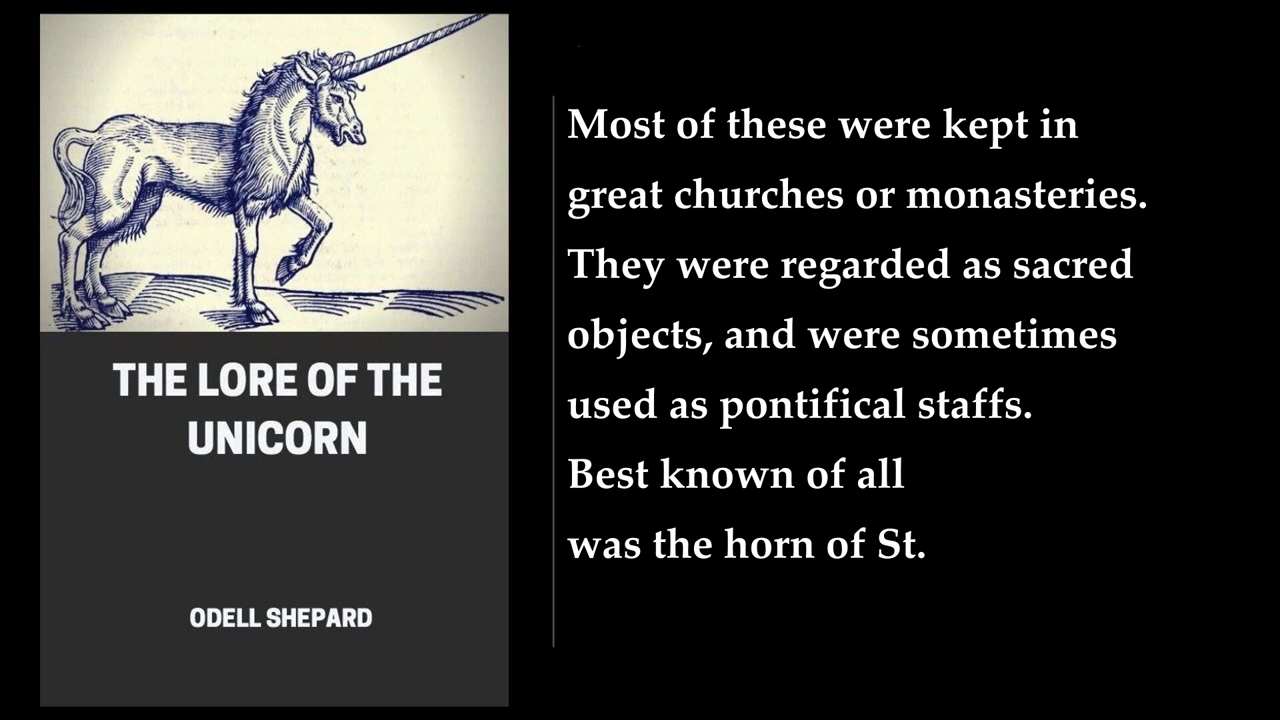 THE LORE OF THE
UNICORN
ODELL SHEPARD
Most of these were kept in
great churches or monasteries.
They were regarded as sacred
objects, and were sometimes
used as pontifical staffs.
Best known of all
was the horn of St.